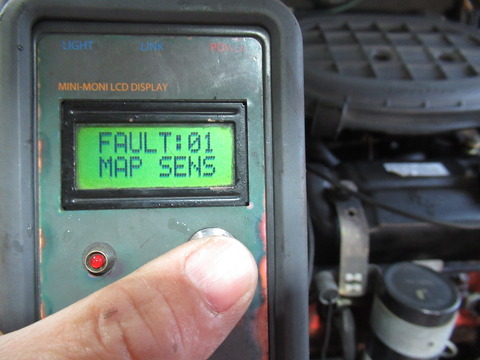 LIGHT LINK
MINI-MONI LCD DISPLAY
FAULT:01
MAP SENS